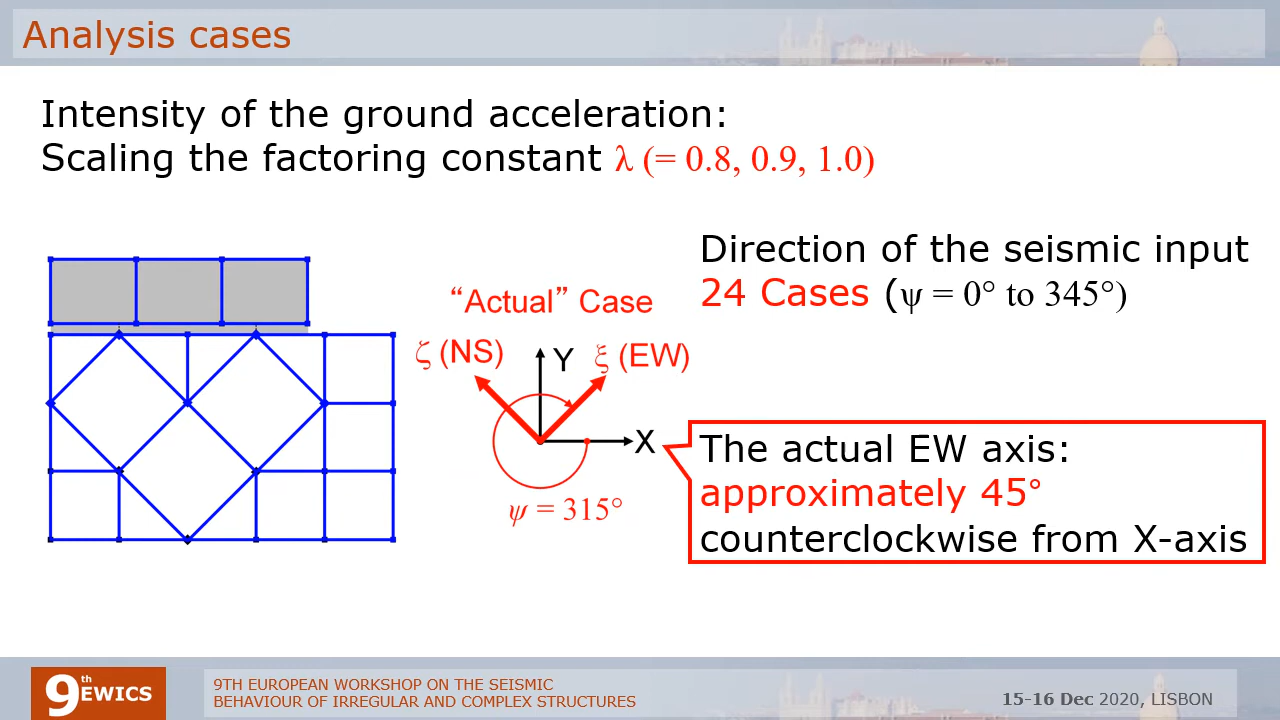 Analysis cases
Intensity of the ground acceleration:
Scaling the factoring constant λ (= 0.8, 0.9, 1.0)
Direction of the seismic input
24 Cases (ψ = 0° to 345°)
“Actual” Case
ζ (NS)
Y
ξ (EW)
X
ψ = 315°
The actual EW axis:
approximately 45°
counterclockwise from X-axis
9th EWICS
9TH EUROPEAN WORKSHOP ON THE SEISMIC
BEHAVIOUR OF IRREGULAR AND COMPLEX STRUCTURES
15-16 Dec 2020, LISBON